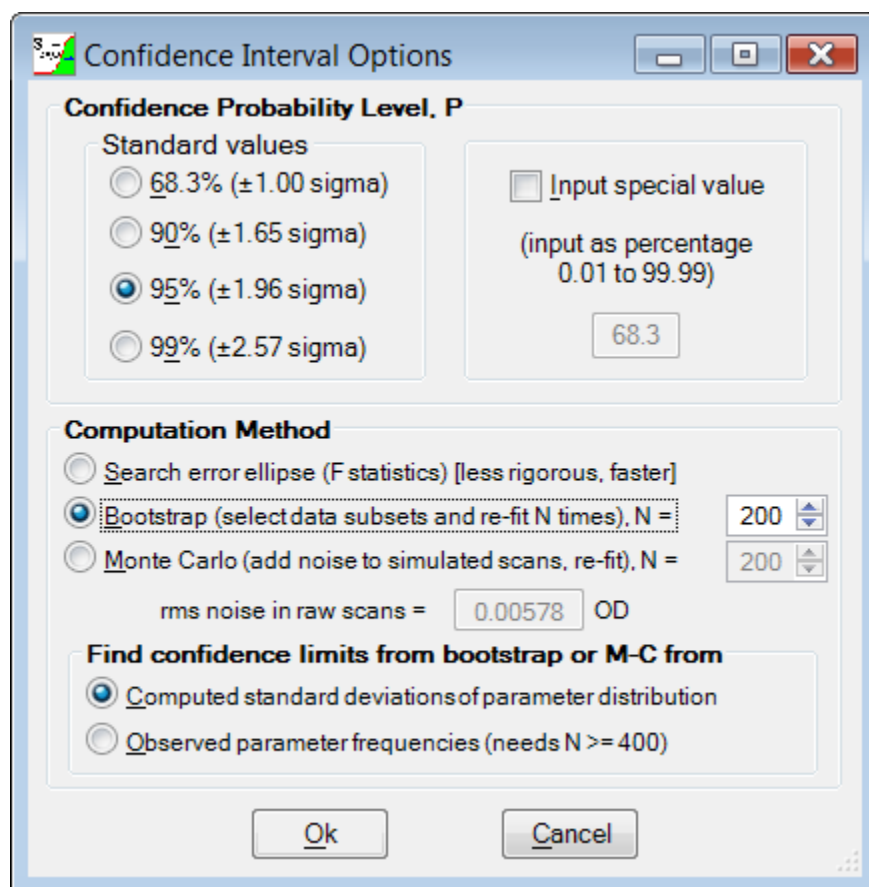 Confidence Interval Options
Confidence Probability Level, P
Standard values
68.3% (±1.00 sigma)
90% (±1.65 sigma)
95% (±1.96 sigma)
99% (±2.57 sigma)
Input special value
(input as percentage
0.01 to 99.99)
68.3
Computation Method
Search error ellipse (F statistics) [less rigorous, faster]
Bootstrap (select data subsets and re-fit N times), N = 200
Monte Carlo (add noise to simulated scans, re-fit), N = 200
rms noise in raw scans = 0.00578 OD
Find confidence limits from bootstrap or M-C from
Computed standard deviations of parameter distribution
Observed parameter frequencies (needs N >= 400)
Ok Cancel